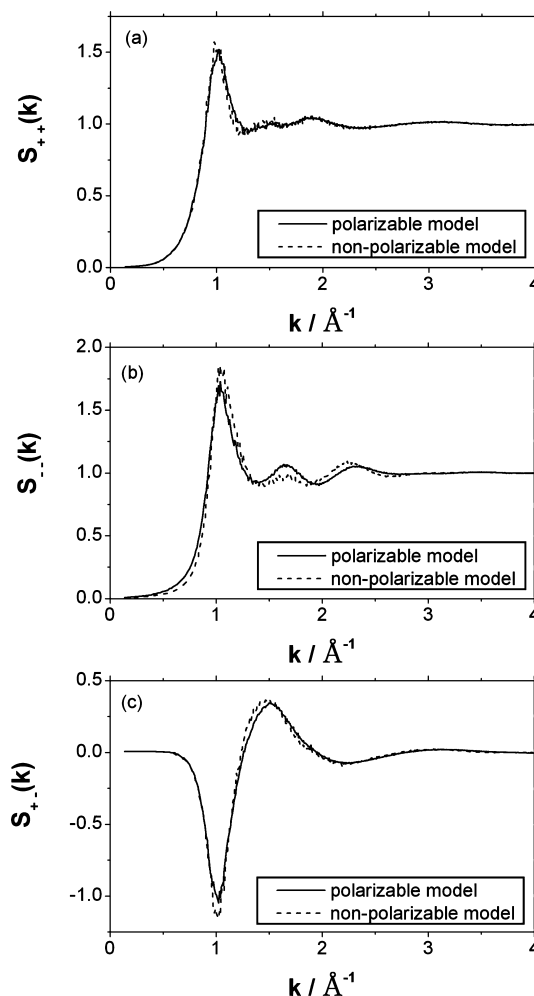 (a)
S++(k)
1.5
1.0
0.5
0.0
polarizable model
non-polarizable model
0 1 2 3 4
k / Å-1
(b)
S--(k)
2.0
1.5
1.0
0.5
0.0
polarizable model
non-polarizable model
0 1 2 3 4
k / Å-1
(c)
S+-(k)
0.5
0.0
-0.5
-1.0
polarizable model
non-polarizable model
0 1 2 3 4
k / Å-1